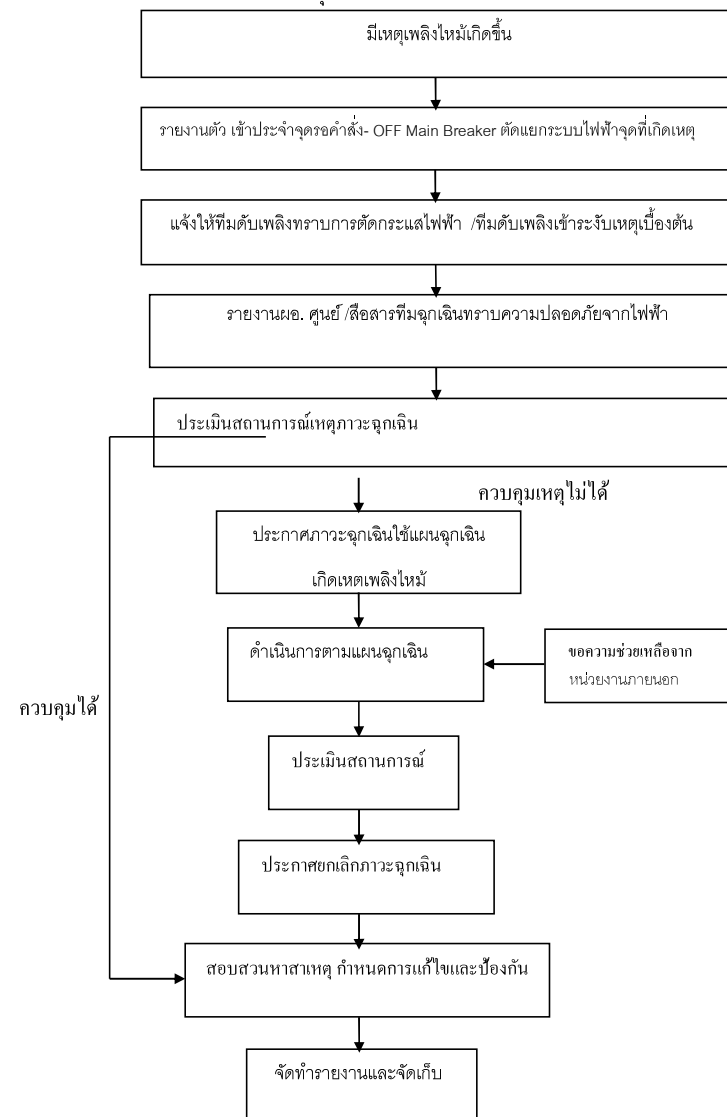 มีเหตุเพลิงไหม้เกิดขึ้น
รายงานตัว เข้าประจำจุดรอคำสั่ง- OFF Main Breaker ตัดแยกระบบไฟฟ้าจุดที่เกิดเหตุ
แจ้งให้ทีมดับเพลิงทราบการตัดกระแสไฟฟ้า /ทีมดับเพลิงเข้าระงับเหตุเบื้องต้น
รายงานผอ. ศูนย์ /สื่อสารทีมฉุกเฉินทราบความปลอดภัยจากไฟฟ้า
ประเมินสถานการณ์เหตุภาวะฉุกเฉิน
ควบคุมเหตุไม่ได้
ประกาศภาวะฉุกเฉินใช้แผนฉุกเฉิน
เกิดเหตุเพลิงไหม้
ดำเนินการตามแผนฉุกเฉิน
ขอความช่วยเหลือจาก
หน่วยงานภายนอก
ควบคุมได้
ประเมินสถานการณ์
ประกาศยกเลิกภาวะฉุกเฉิน
สอบสวนหาสาเหตุ กำหนดการแก้ไขและป้องกัน
จัดทำรายงานและจัดเก็บ